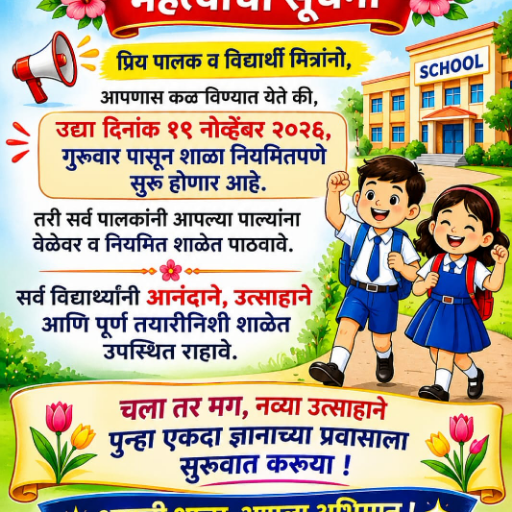 महत्वाची सूचना
प्रिय पालक व विद्यार्थी मित्रांनो,
SCHOOL
आपणास कळविण्यात येते की,
उद्या दिनांक १९ नोव्हेंबर २०२६,
गुरुवार पासून शाळा नियमितपणे
सुरू होणार आहे.
तरी सर्व पालकांनी आपल्या पाल्यांना
वेळेवर व नियमित शाळेत पाठवावे.
सर्व विद्यार्थ्यांनी आनंदाने, उत्साहाने
आणि पूर्ण तयारीनिशी शाळेत
उपस्थित राहावे.
चला तर मग, नव्या उत्साहाने
पुन्हा एकदा ज्ञानाच्या प्रवासाला
सुरूवात करूया !